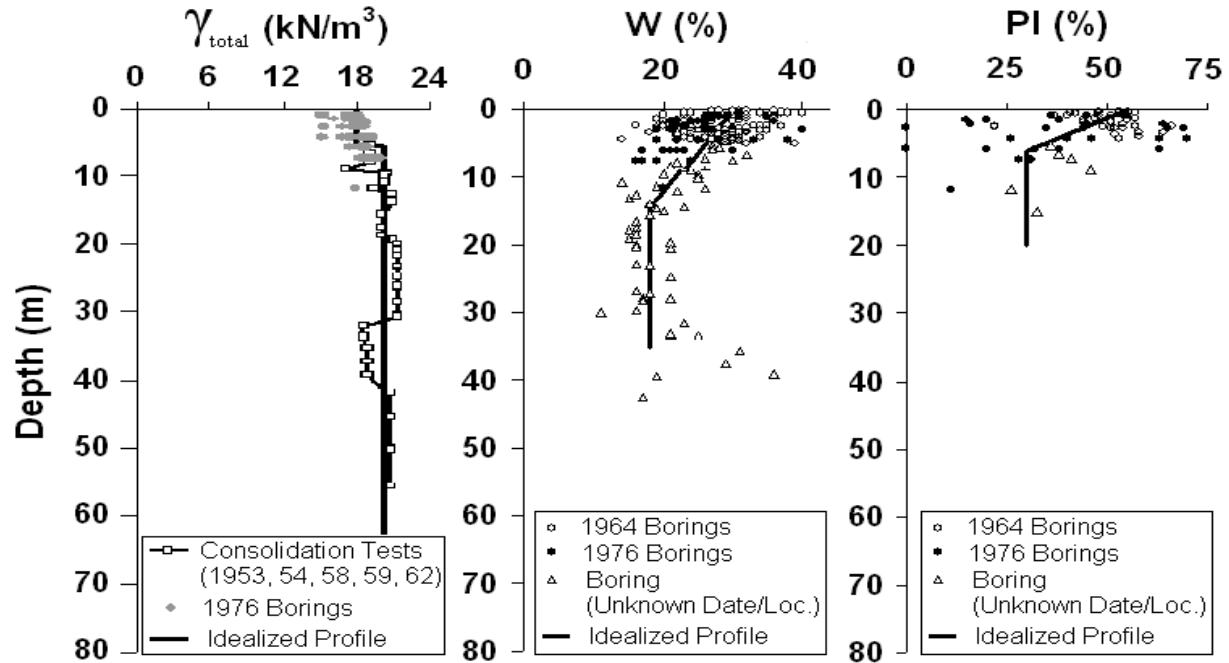 γtotal (kN/m³)
0 6 12 18 24
0
10
20
30
40
50
60
70
80
Depth (m)
Consolidation Tests
(1953, 54, 58, 59, 62)
1976 Borings
Idealized Profile
W (%)
0 20 40
0
10
20
30
40
50
60
70
80
1964 Borings
1976 Borings
Boring
(Unknown Date/Loc.)
Idealized Profile
PI (%)
0 25 50 75
0
10
20
30
40
50
60
70
80
1964 Borings
1976 Borings
Boring
(Unknown Date/Loc.)
Idealized Profile